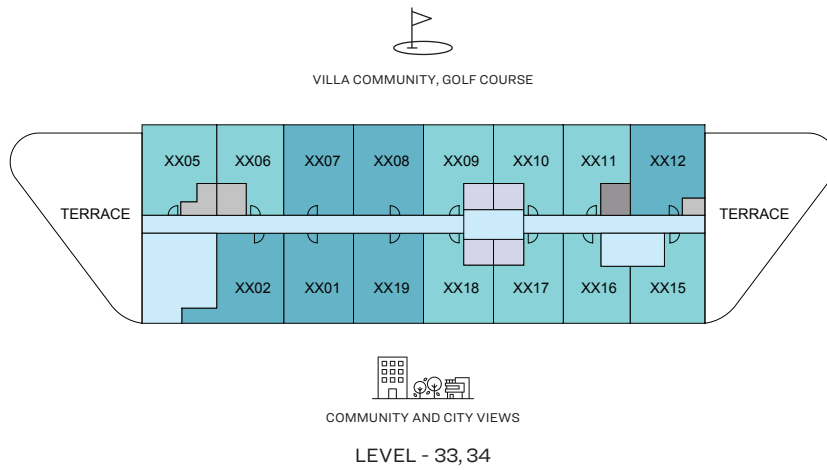 VILLA COMMUNITY, GOLF COURSE
XX05 XX06 XX07 XX08 XX09 XX10 XX11 XX12
TERRACE TERRACE
XX02 XX01 XX19 XX18 XX17 XX16 XX15
COMMUNITY AND CITY VIEWS
LEVEL - 33, 34